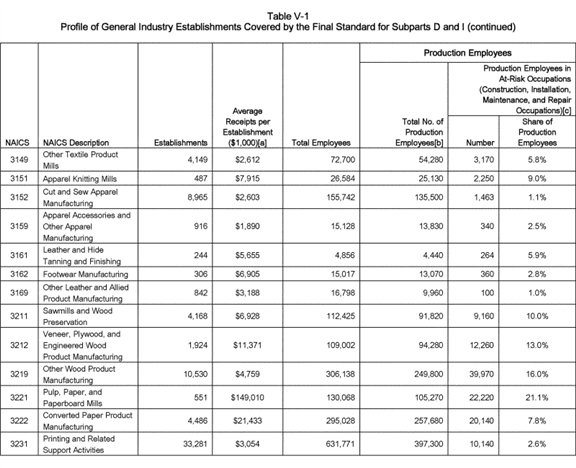 Table V-1
Profile of General Industry Establishments Covered by the Final Standard for Subparts D and I (continued)
Production Employees
Production Employees in
At-Risk Occupations
(Construction, Installation,
Maintenance, and Repair
Occupations)[c]
NAICS NAICS Description Establishments Average Receipts per Establishment ($1,000)[a] Total Employees Total No. of Production Employees[b] Number Share of Production Employees
3149 Other Textile Product Mills 4,149 $2,612 72,700 54,280 3,170 5.8%
3151 Apparel Knitting Mills 487 $7,915 26,584 25,130 2,250 9.0%
3152 Cut and Sew Apparel Manufacturing 8,965 $2,603 155,742 135,500 1,463 1.1%
3159 Apparel Accessories and Other Apparel Manufacturing 916 $1,890 15,128 13,830 340 2.5%
3161 Leather and Hide Tanning and Finishing 244 $5,655 4,856 4,440 264 5.9%
3162 Footwear Manufacturing 306 $6,905 15,017 13,070 360 2.8%
3169 Other Leather and Allied Product Manufacturing 842 $3,188 16,798 9,960 100 1.0%
3211 Sawmills and Wood Preservation 4,168 $6,928 112,425 91,820 9,160 10.0%
3212 Veneer, Plywood, and Engineered Wood Product Manufacturing 1,924 $11,371 109,002 94,280 12,260 13.0%
3219 Other Wood Product Manufacturing 10,530 $4,759 306,138 249,800 39,970 16.0%
3221 Pulp, Paper, and Paperboard Mills 551 $149,010 130,068 105,270 22,220 21.1%
3222 Converted Paper Product Manufacturing 4,486 $21,433 295,028 257,680 20,140 7.8%
3231 Printing and Related Support Activities 33,281 $3,054 631,771 397,300 10,140 2.6%